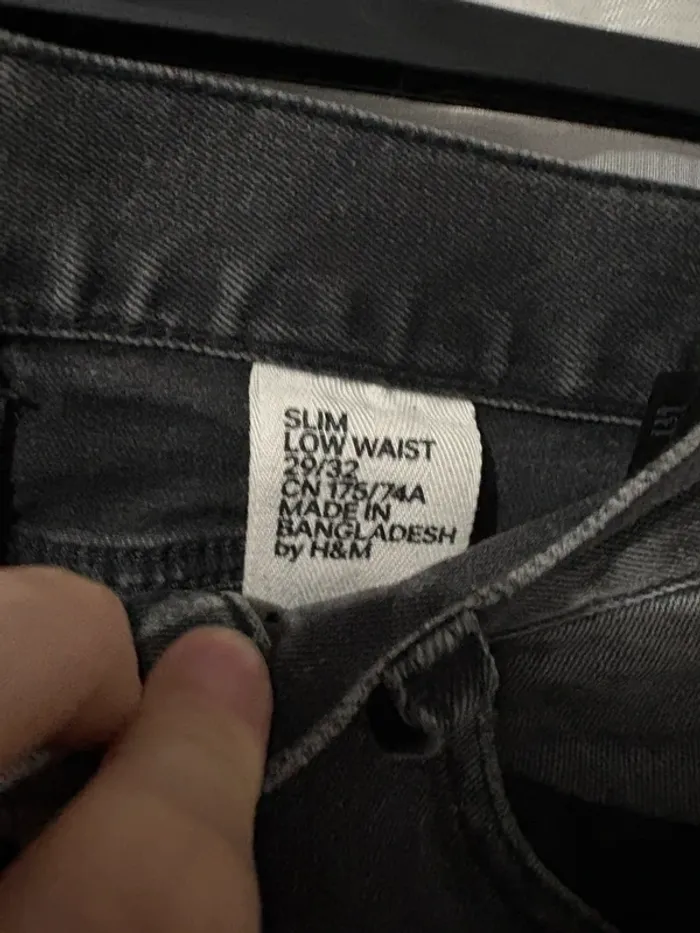 SLIM
LOW WAIST
29/32
CN 175/74A
MADE IN
BANGLADESH
by H&M